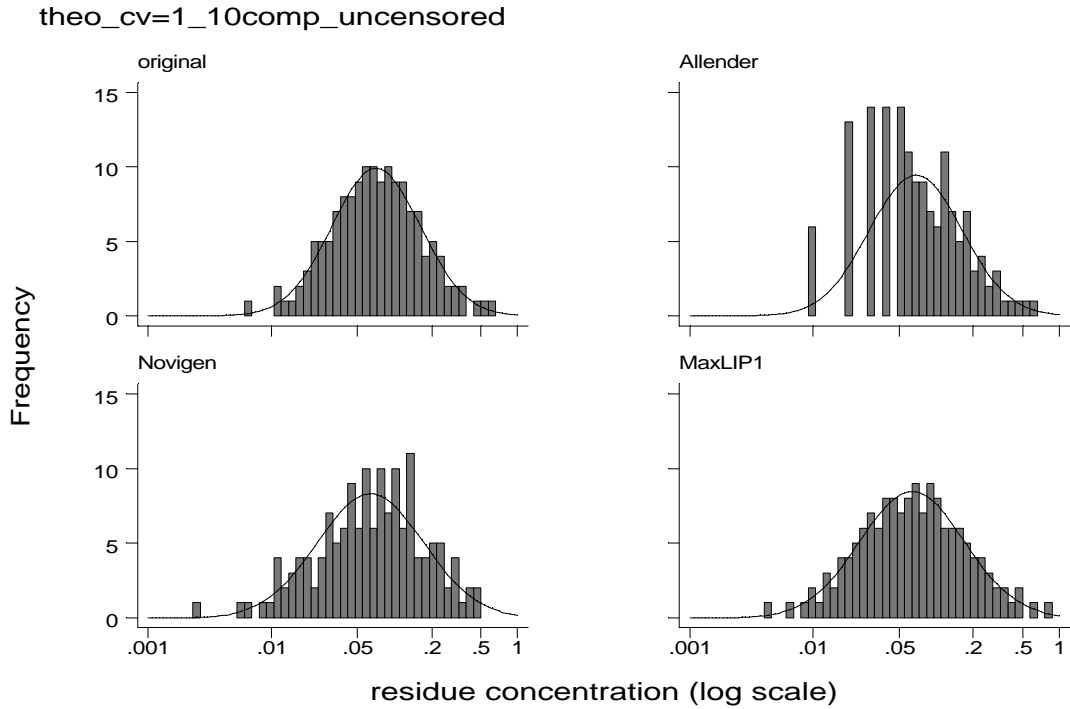 theo_cv=1_10comp_uncensored
original
Allender
15
10
5
0
Novigen
MaxLIP1
15
10
5
0
.001 .01 .05 .2 .5 1
.001 .01 .05 .2 .5 1
Frequency
residue concentration (log scale)